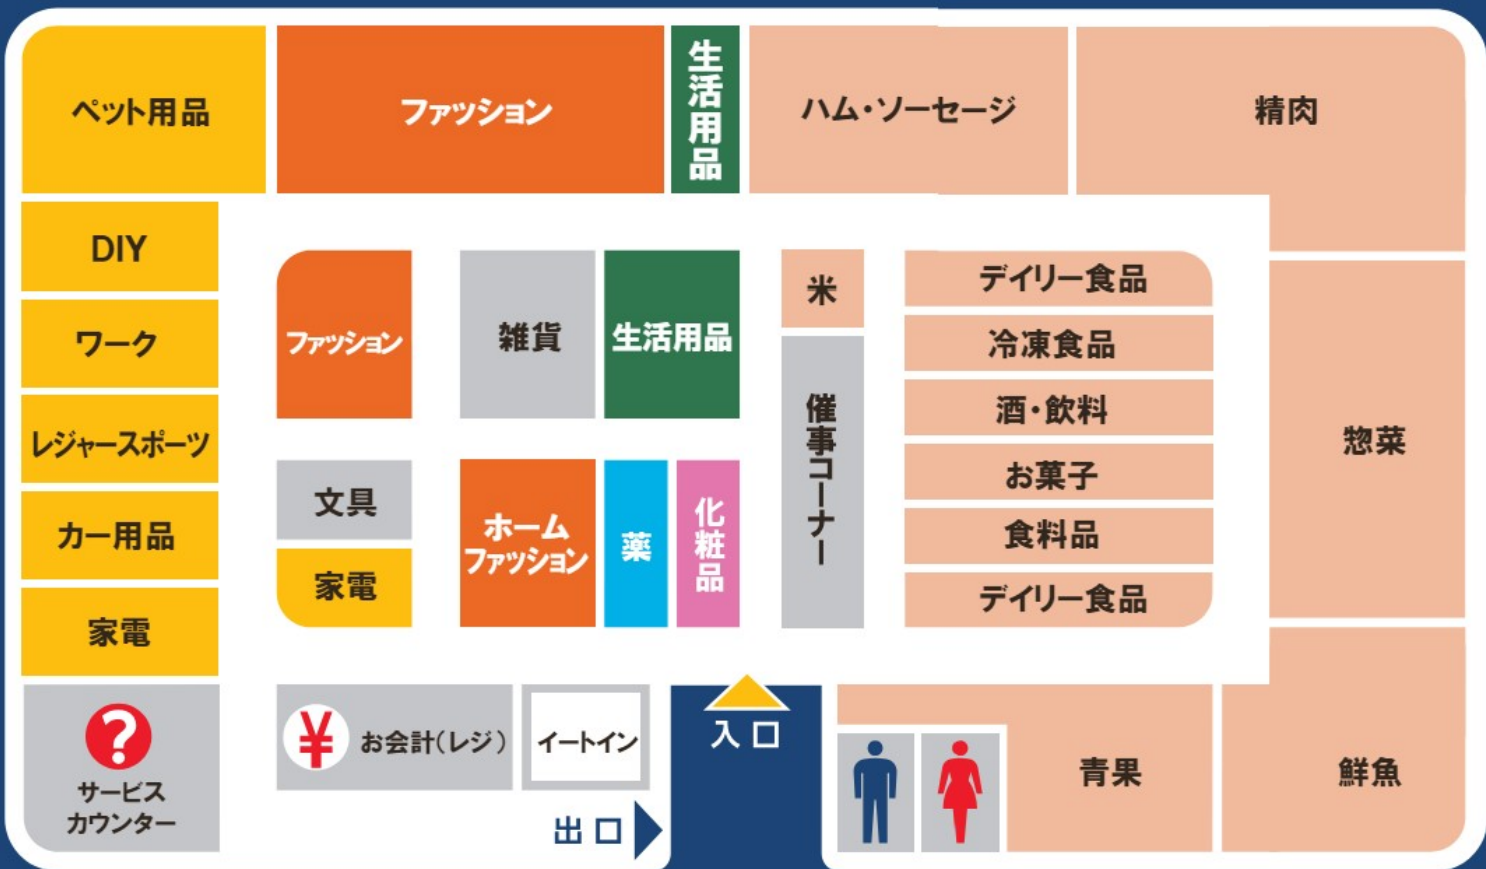 ペット用品
ファッション
生活用品
ハム・ソーセージ
精肉
DIY
ワーク
レジャースポーツ
カー用品
家電
?
サービス
カウンター
ファッション
雑貨
生活用品
文具
家電
ホーム
ファッション
薬
化粧品
米
催事コーナー
デイリー食品
冷凍食品
酒・飲料
お菓子
食料品
デイリー食品
惣菜
¥
お会計(レジ)
イートイン
入口
出口
青果
鮮魚